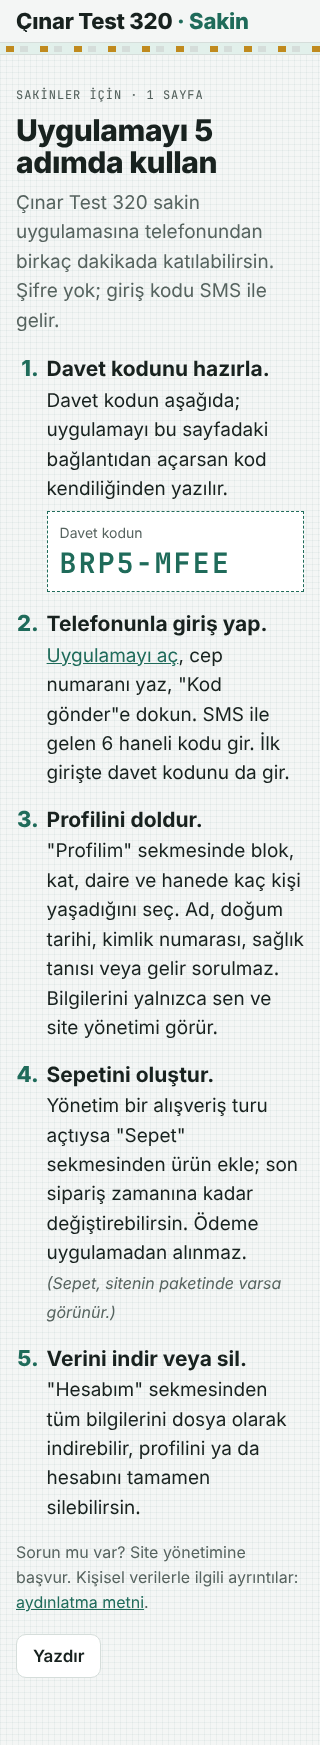 Çınar Test 320 · Sakin
SAKİNLER İÇİN · 1 SAYFA
Uygulamayı 5
adımda kullan
Çınar Test 320 sakin
uygulamasına telefonundan
birkaç dakikada katılabilirsin.
Şifre yok; giriş kodu SMS ile
gelir.
1. Davet kodunu hazırla.
Davet kodun aşağıda;
uygulamayı bu sayfadaki
bağlantıdan açarsan kod
kendiliğinden yazılır.
Davet kodun
BRP5-MFEE
2. Telefonunla giriş yap.
Uygulamayı aç, cep
numaranı yaz, "Kod
gönder"e dokun. SMS ile
gelen 6 haneli kodu gir. İlk
girişte davet kodunu da gir.
3. Profilini doldur.
"Profilim" sekmesinde blok,
kat, daire ve hanede kaç kişi
yaşadığını seç. Ad, doğum
tarihi, kimlik numarası, sağlık
tanısı veya gelir sorulmaz.
Bilgilerini yalnızca sen ve
site yönetimi görür.
4. Sepetini oluştur.
Yönetim bir alışveriş turu
açtıysa "Sepet"
sekmesinden ürün ekle; son
sipariş zamanına kadar
değiştirebilirsin. Ödeme
uygulamadan alınmaz.
(Sepet, sitenin paketinde varsa
görünür.)
5. Verini indir veya sil.
"Hesabım" sekmesinden
tüm bilgilerini dosya olarak
indirebilir, profilini ya da
hesabını tamamen
silebilirsin.
Sorun mu var? Site yönetimine
başvur. Kişisel verilerle ilgili ayrıntılar:
aydınlatma metni.
Yazdır